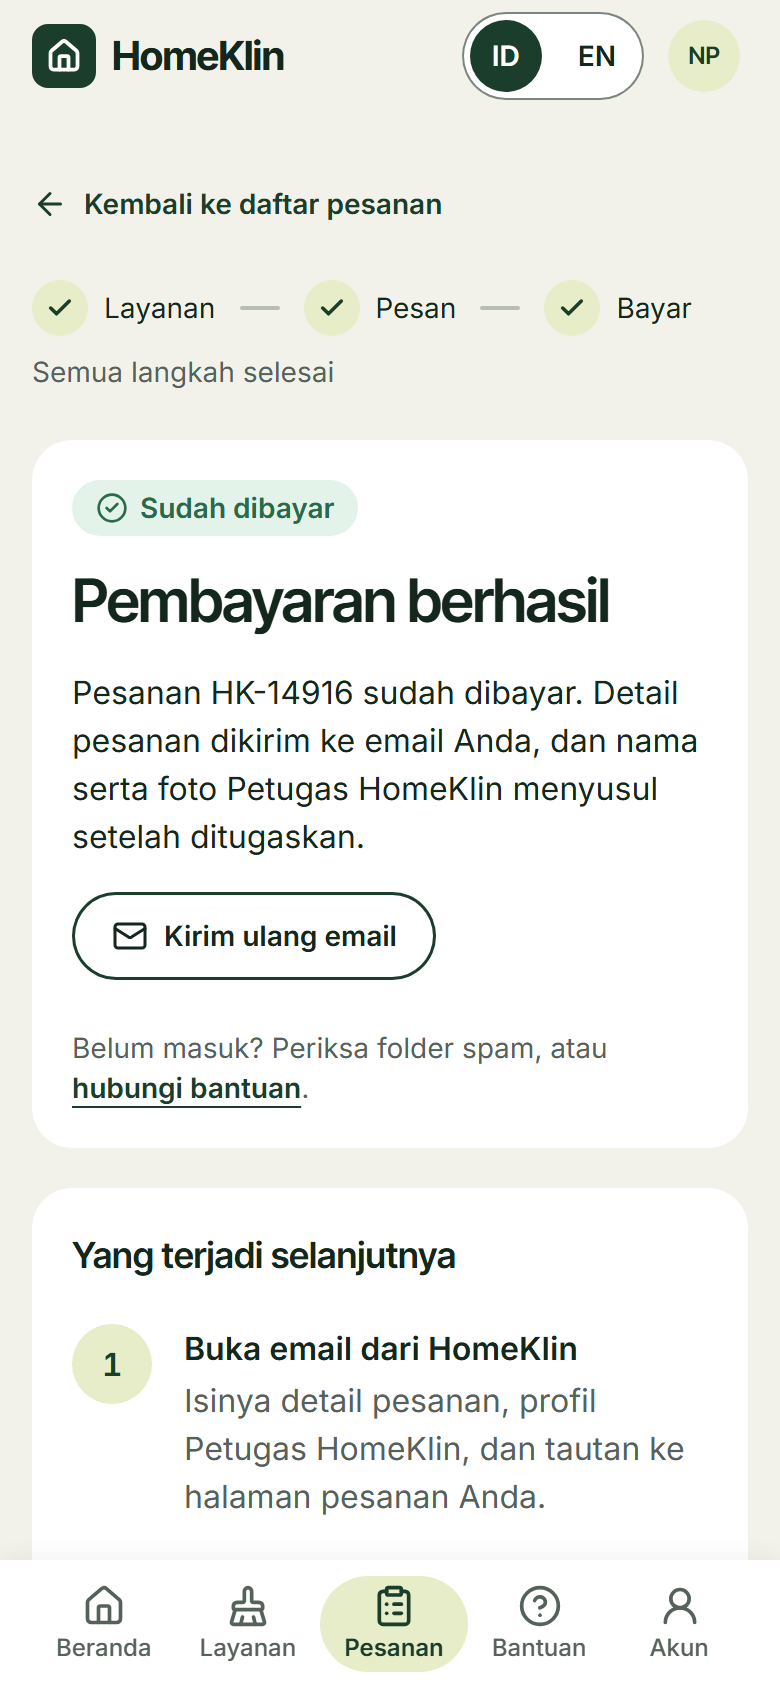 HomeKlin
ID
EN
NP
Kembali ke daftar pesanan
Layanan
Pesan
Bayar
Semua langkah selesai
Sudah dibayar
Pembayaran berhasil
Pesanan HK-14916 sudah dibayar. Detail
pesanan dikirim ke email Anda, dan nama
serta foto Petugas HomeKlin menyusul
setelah ditugaskan.
Kirim ulang email
Belum masuk? Periksa folder spam, atau
hubungi bantuan.
Yang terjadi selanjutnya
1
Buka email dari HomeKlin
Isinya detail pesanan, profil
Petugas HomeKlin, dan tautan ke
halaman pesanan Anda.
Beranda
Layanan
Pesanan
Bantuan
Akun